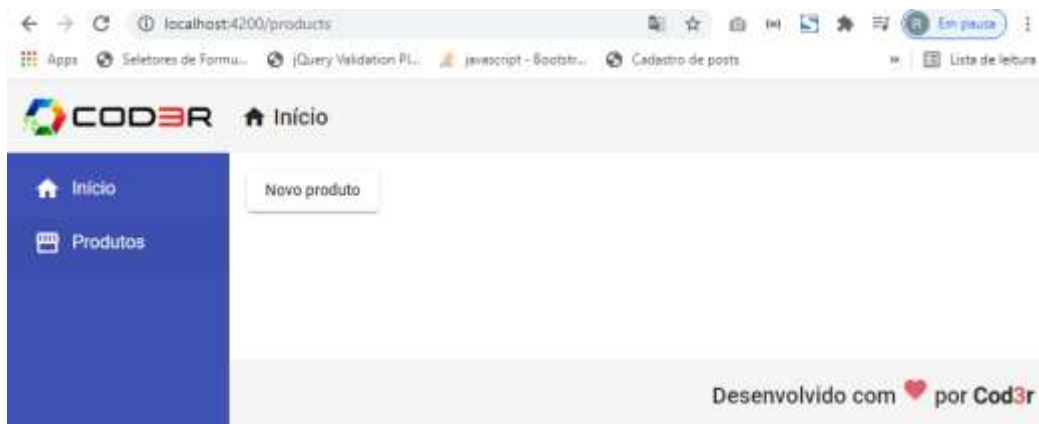 localhost:4200/products
Em pausa
Apps Seletores de Formu... jQuery Validation Pl... javascript - Bootstr... Cadastro de posts » Lista de leitura
COD3R Início
Início
Novo produto
Produtos
Desenvolvido com por Cod3r